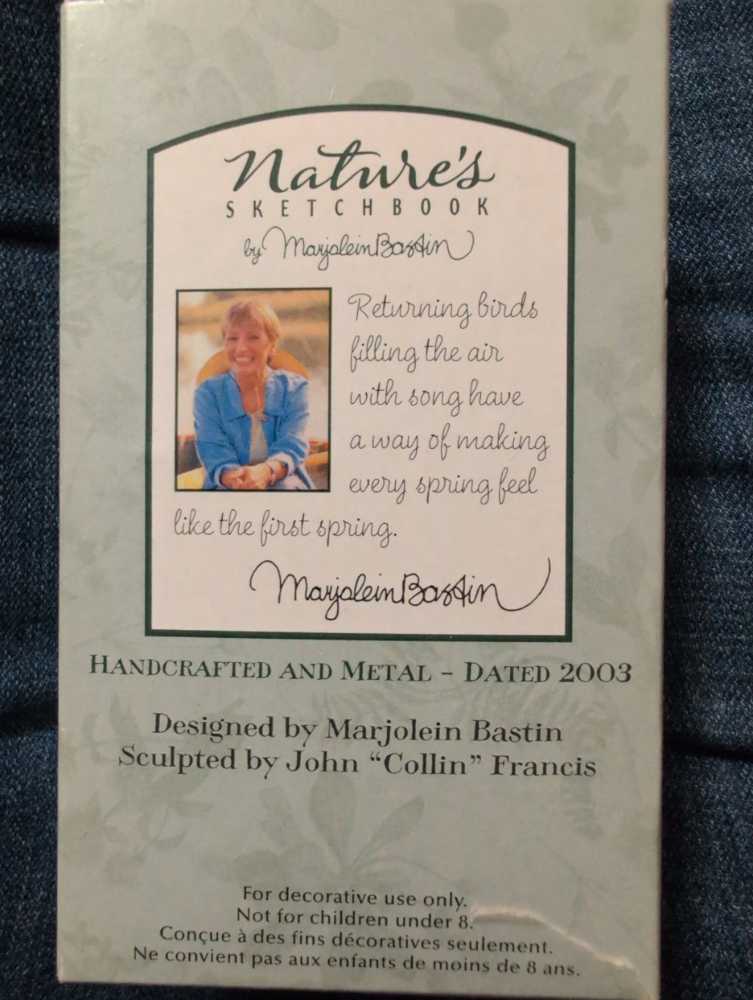 Nature's
SKETCHBOOK
by Marjolein Bastin
Returning birds
filling the air
with song have
a way of making
every spring feel
like the first spring.
Marjolein Bastin
HANDCRAFTED AND METAL – DATED 2003
Designed by Marjolein Bastin
Sculpted by John “Collin” Francis
For decorative use only.
Not for children under 8.
Conçue à des fins décoratives seulement.
Ne convient pas aux enfants de moins de 8 ans.